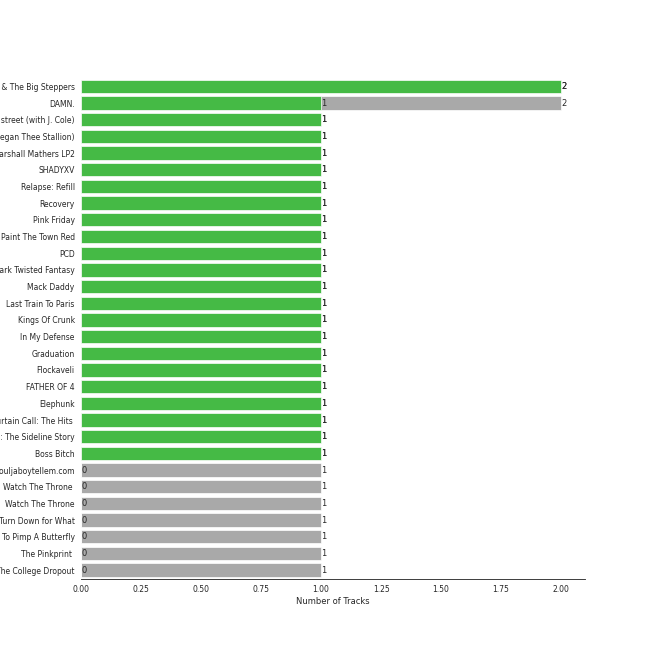 & The Big Steppers 2
DAMN. 1 2
street (with J. Cole) 1
egan Thee Stallion) 1
arshall Mathers LP2 1
SHADYXV 1
Relapse: Refill 1
Recovery 1
Pink Friday 1
Paint The Town Red 1
PCD 1
ark Twisted Fantasy 1
Mack Daddy 1
Last Train To Paris 1
Kings Of Crunk 1
In My Defense 1
Graduation 1
Flockaveli 1
FATHER OF 4 1
Elephunk 1
rtain Call: The Hits 1
: The Sideline Story 1
Boss Bitch 1
ouljaboytellem.com 0 1
Watch The Throne 0 1
Watch The Throne 0 1
Turn Down for What 0 1
To Pimp A Butterfly 0 1
The Pinkprint 0 1
The College Dropout 0 1
0.00 0.25 0.50 0.75 1.00 1.25 1.50 1.75 2.00
Number of Tracks